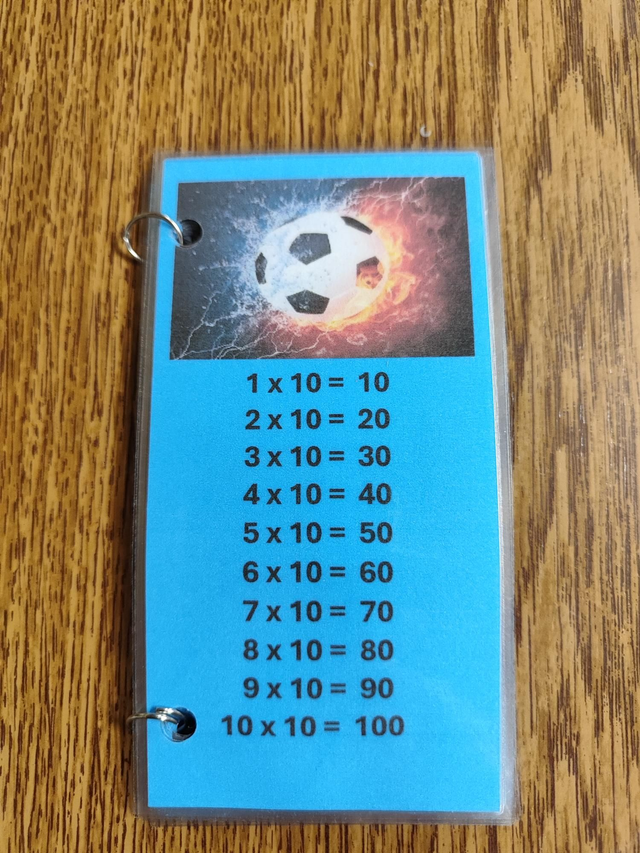 1 x 10 = 10
2 x 10 = 20
3 x 10 = 30
4 x 10 = 40
5 x 10 = 50
6 x 10 = 60
7 x 10 = 70
8 x 10 = 80
9 x 10 = 90
10 x 10 = 100